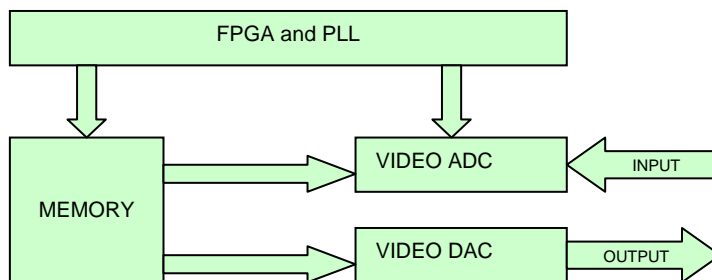 FPGA and PLL
VIDEO ADC
INPUT
MEMORY
VIDEO DAC
OUTPUT